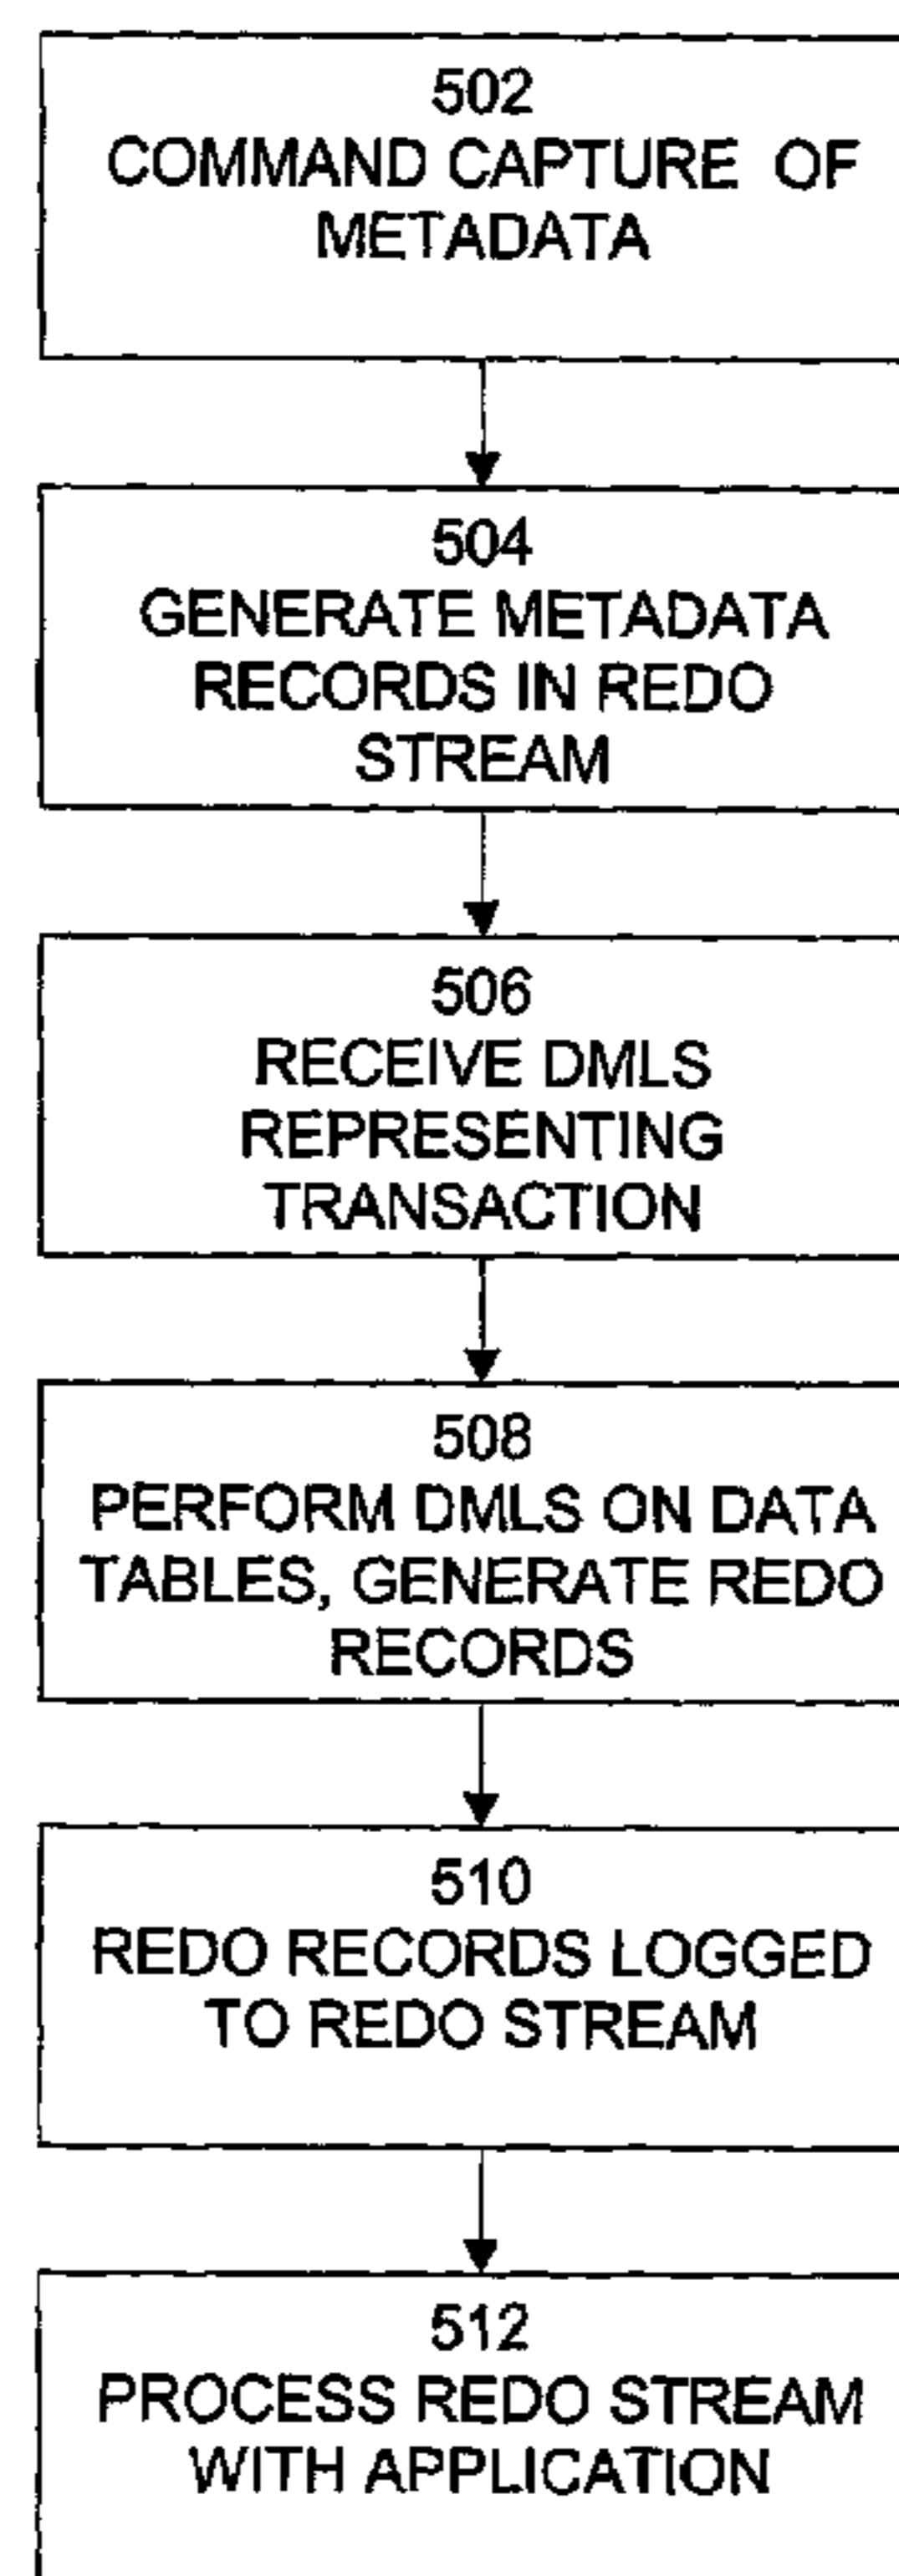 502
COMMAND CAPTURE OF
METADATA
504
GENERATE METADATA
RECORDS IN REDO
STREAM
506
RECEIVE DMLS
REPRESENTING
TRANSACTION
508
PERFORM DMLS ON DATA
TABLES, GENERATE REDO
RECORDS
510
REDO RECORDS LOGGED
TO REDO STREAM
512
PROCESS REDO STREAM
WITH APPLICATION